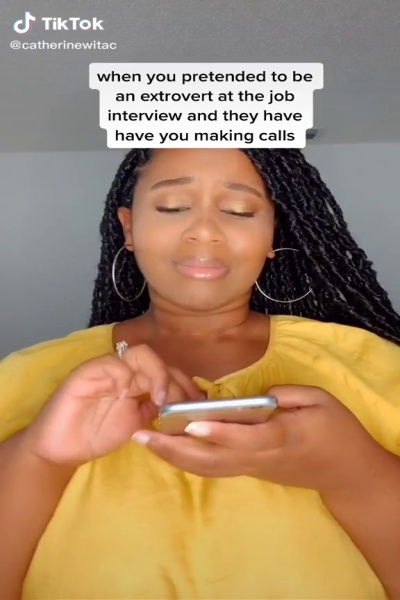 TikTok
@catherinewitac
when you pretended to be
an extrovert at the job
interview and they have
have you making calls